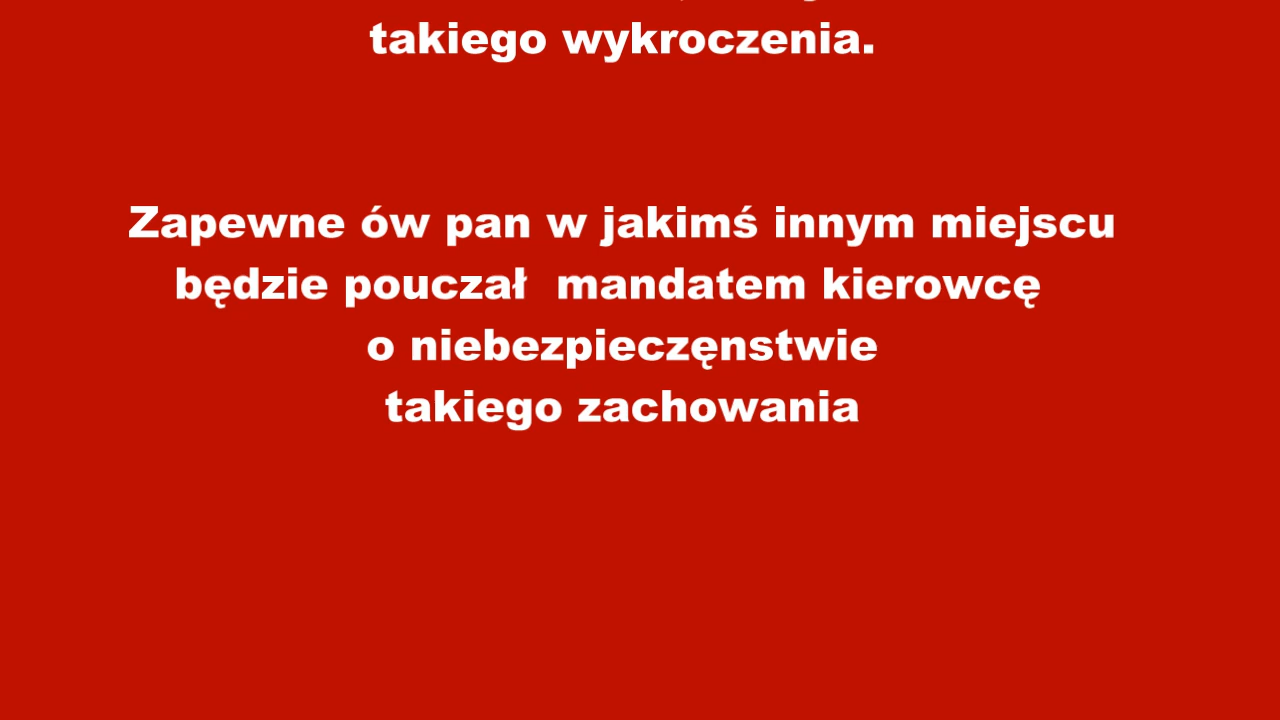 takiego wykroczenia.
Zapewne ów pan w jakimś innym miejscu
będzie pouczał  mandatem kierowcę
o niebezpieczęnstwie
takiego zachowania